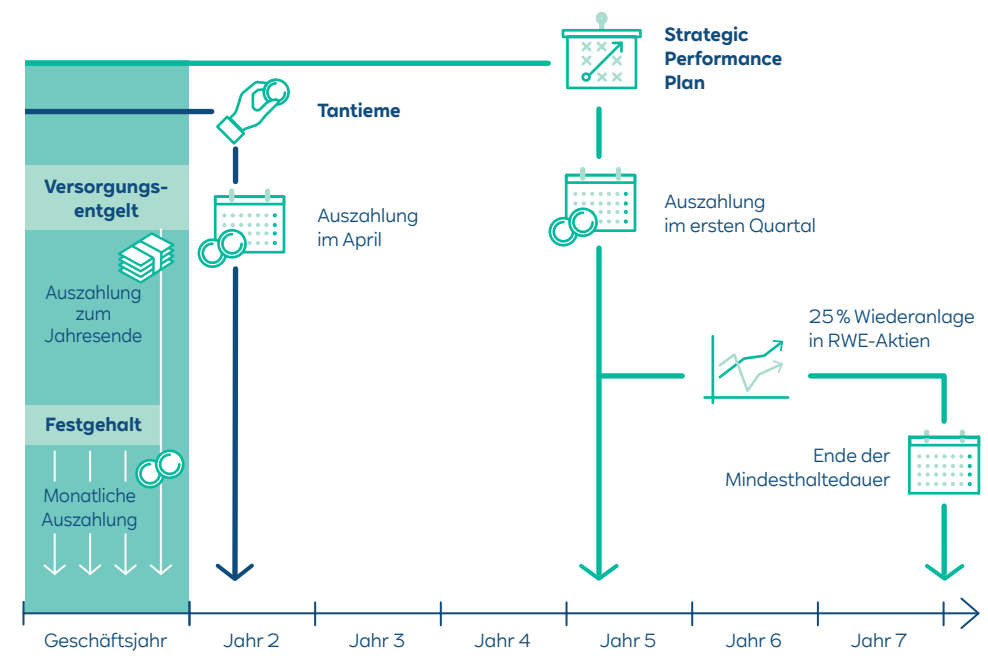 Strategic
Performance
Plan
Tantieme
Versorgungs-
entgelt
Auszahlung
im April
Auszahlung
im ersten Quartal
Auszahlung
zum
Jahresende
25 % Wiederanlage
in RWE-Aktien
Festgehalt
Ende der
Mindesthaltedauer
Monatliche
Auszahlung
Geschäftsjahr
Jahr 2
Jahr 3
Jahr 4
Jahr 5
Jahr 6
Jahr 7